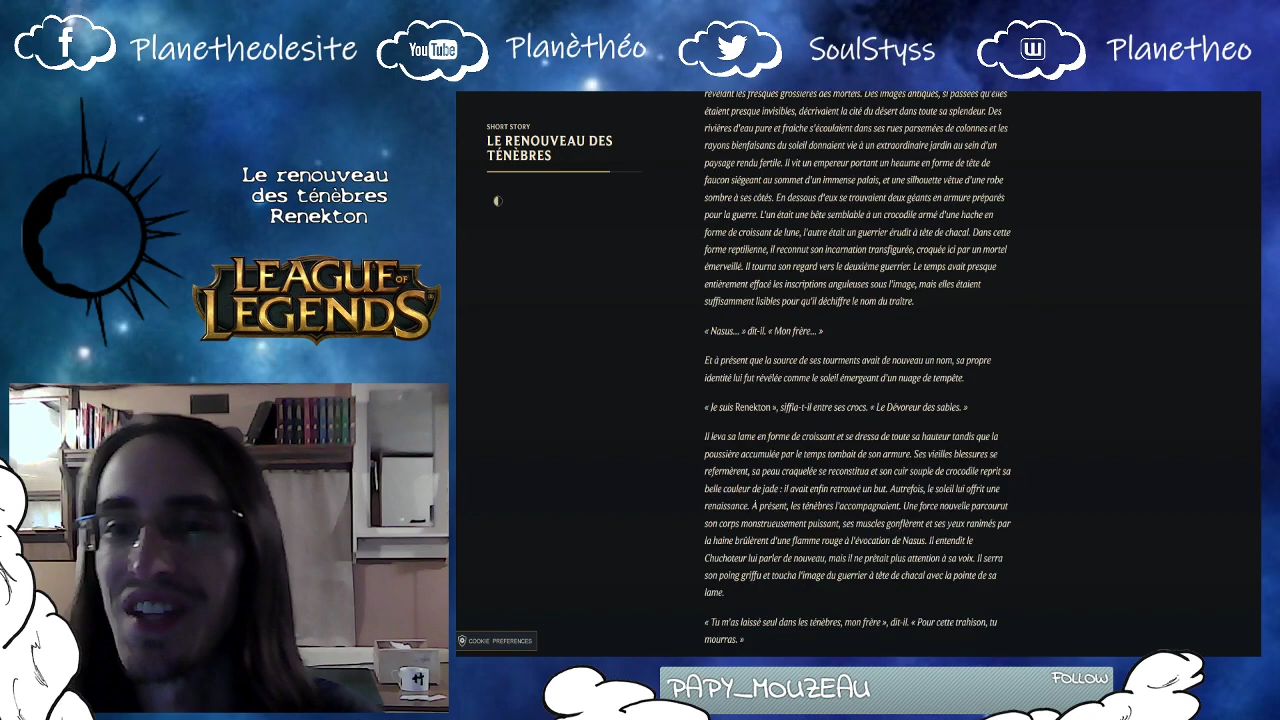 Planetheolesite
You Tube
Planèthéo
SoulStyss
Planetheo
Le renouveau
des ténèbres
Renekton
LEAGUE OF
LEGENDS
SHORT STORY
LE RENOUVEAU DES
TÉNÈBRES
révélant les fresques grossières des mortels. Des images antiques, si passées qu'elles
étaient presque invisibles, décrivaient la cité du désert dans toute sa splendeur. Des
rivières d'eau pure et fraîche s'écoulaient dans ses rues parsemées de colonnes et les
rayons bienfaisants du soleil donnaient vie à un extraordinaire jardin au sein d'un
paysage rendu fertile. Il vit un empereur portant un heaume en forme de tête de
faucon siégeant au sommet d'un immense palais, et une silhouette vêtue d'une robe
sombre à ses côtés. En dessous d'eux se trouvaient deux géants en armure préparés
pour la guerre. L'un était une bête semblable à un crocodile armé d'une hache en
forme de croissant de lune, l'autre était un guerrier érudit à tête de chacal. Dans cette
forme reptilienne, il reconnut son incarnation transfigurée, croquée ici par un mortel
émerveillé. Il tourna son regard vers le deuxième guerrier. Le temps avait presque
entièrement effacé les inscriptions anguleuses sous l'image, mais elles étaient
suffisamment lisibles pour qu'il déchiffre le nom du traître.
« Nasus... » dit-il. « Mon frère... »
Et à présent que la source de ses tourments avait de nouveau un nom, sa propre
identité lui fut révélée comme le soleil émergeant d'un nuage de tempête.
« Je suis Renekton », siffla-t-il entre ses crocs. « Le Dévoreur des sables. »
Il leva sa lame en forme de croissant et se dressa de toute sa hauteur tandis que la
poussière accumulée par le temps tombait de son armure. Ses vieilles blessures se
refermèrent, sa peau craquelée se reconstitua et son cuir souple de crocodile reprit sa
belle couleur de jade : il avait enfin retrouvé un but. Autrefois, le soleil lui offrit une
renaissance. À présent, les ténèbres l'accompagnaient. Une force nouvelle parcourut
son corps monstrueusement puissant, ses muscles gonflèrent et ses yeux ranimés par
la haine brûlèrent d'une flamme rouge à l'évocation de Nasus. Il entendit le
Chuchoteur lui parler de nouveau, mais il ne prêtait plus attention à sa voix. Il serra
son poing griffu et toucha l'image du guerrier à tête de chacal avec la pointe de sa
lame.
« Tu m'as laissé seul dans les ténèbres, mon frère », dit-il. « Pour cette trahison, tu
mourras. »
COOKIE PREFERENCES
PAPY_MOUZEAU
FOLLOW